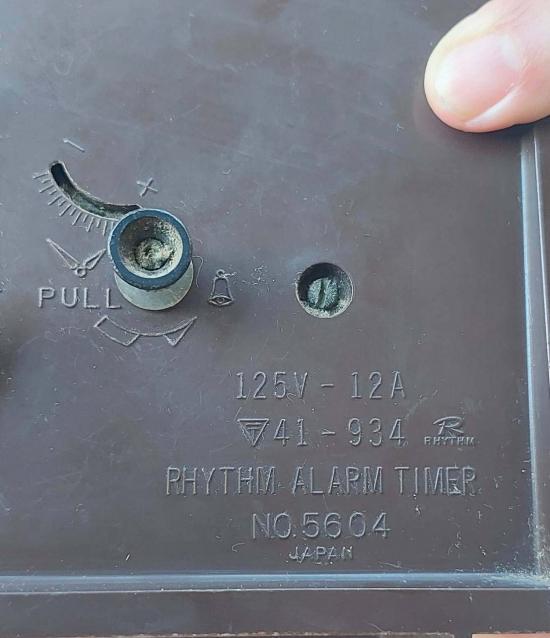 - +
PULL
125V - 12A
41-934 R RHYTHM
RHYTHM ALARM TIMER
NO.5604
JAPAN